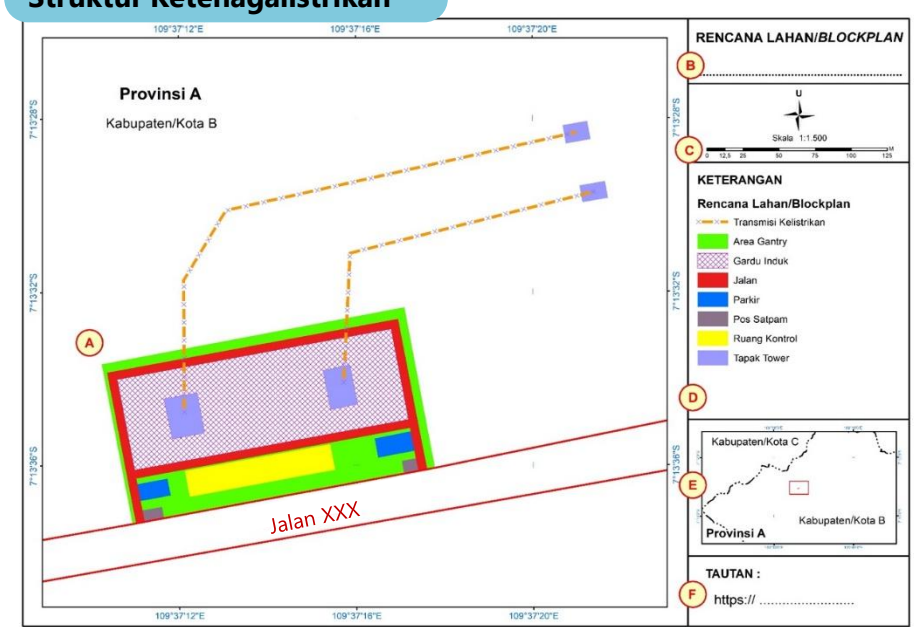 Struktur Ketenagalistrikan
109°37'12"E 109°37'16"E 109°37'20"E
Provinsi A
Kabupaten/Kota B
7°13'28"S
7°13'32"S
7°13'36"S
A
Jalan XXX
109°37'12"E 109°37'16"E 109°37'20"E
7°13'28"S
7°13'32"S
7°13'36"S
RENCANA LAHAN/BLOCKPLAN
B
U
Skala 1:1.500
C
0 12,5 25 50 75 100 125 M
KETERANGAN
Rencana Lahan/Blockplan
Transmisi Kelistrikan
Area Gantry
Gardu Induk
Jalan
Parkir
Pos Satpam
Ruang Kontrol
Tapak Tower
D
Kabupaten/Kota C
E
Kabupaten/Kota B
Provinsi A
TAUTAN :
F
https:// ......................